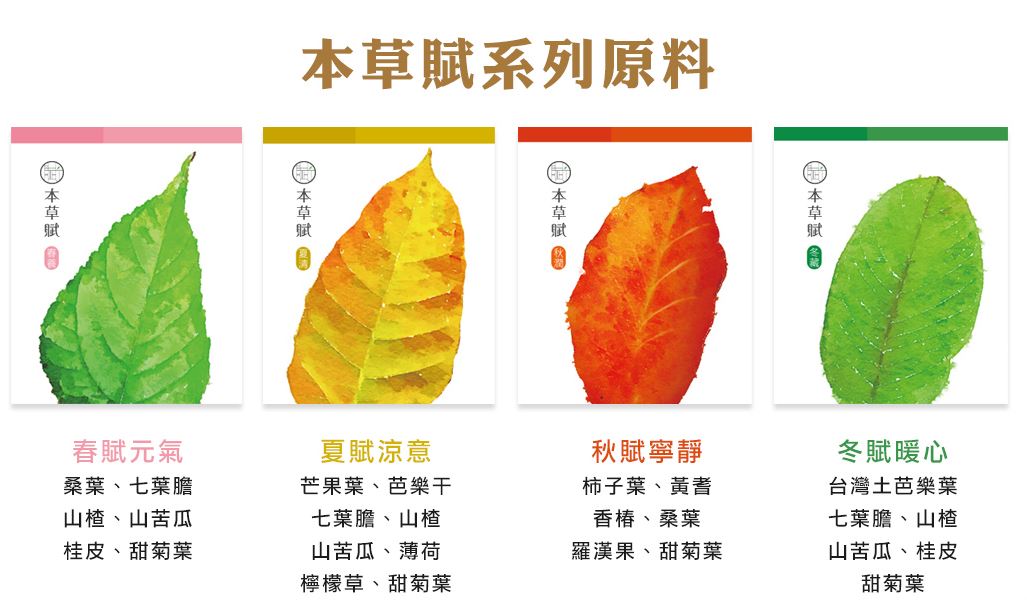 本草賦系列原料
本草賦
春養
本草賦
夏清
本草賦
秋潤
本草賦
冬藏
春賦元氣
桑葉、七葉膽
山楂、山苦瓜
桂皮、甜菊葉
夏賦涼意
芒果葉、芭樂干
七葉膽、山楂
山苦瓜、薄荷
檸檬草、甜菊葉
秋賦寧靜
柿子葉、黃耆
香椿、桑葉
羅漢果、甜菊葉
冬賦暖心
台灣土芭樂葉
七葉膽、山楂
山苦瓜、桂皮
甜菊葉